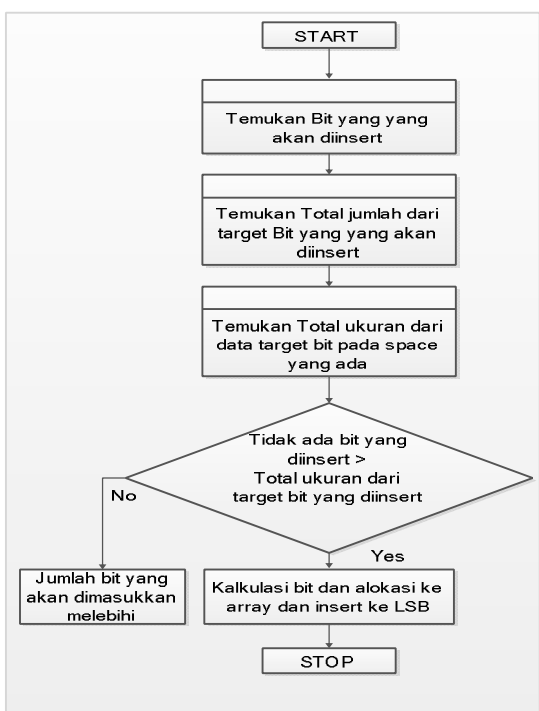 START
Temukan Bit yang yang
akan diinsert
Temukan Total jumlah dari
target Bit yang yang akan
diinsert
Temukan Total ukuran dari
data target bit pada space
yang ada
Tidak ada bit yang
diinsert >
Total ukuran dari
target bit yang diinsert
No
Yes
Jumlah bit yang
akan dimasukkan
melebihi
Kalkulasi bit dan alokasi ke
array dan insert ke LSB
STOP